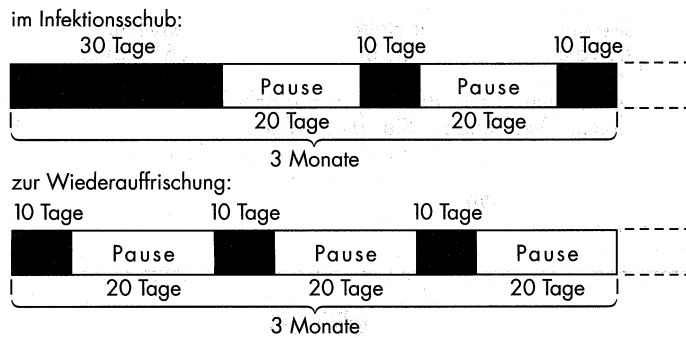 im Infektionsschub:
30 Tage 10 Tage 10 Tage
Pause Pause
20 Tage 20 Tage
3 Monate
zur Wiederauffrischung:
10 Tage 10 Tage 10 Tage
Pause Pause Pause
20 Tage 20 Tage 20 Tage
3 Monate